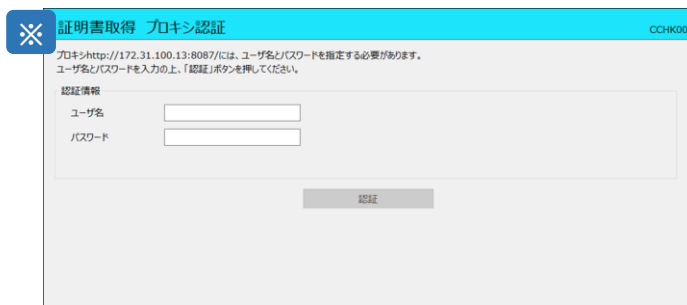 ※
証明書取得 プロキシ認証
CCHK00
プロキシhttp://172.31.100.13:8087/には、ユーザ名とパスワードを指定する必要があります。
ユーザ名とパスワードを入力の上、「認証」ボタンを押してください。
認証情報
ユーザ名
パスワード
認証